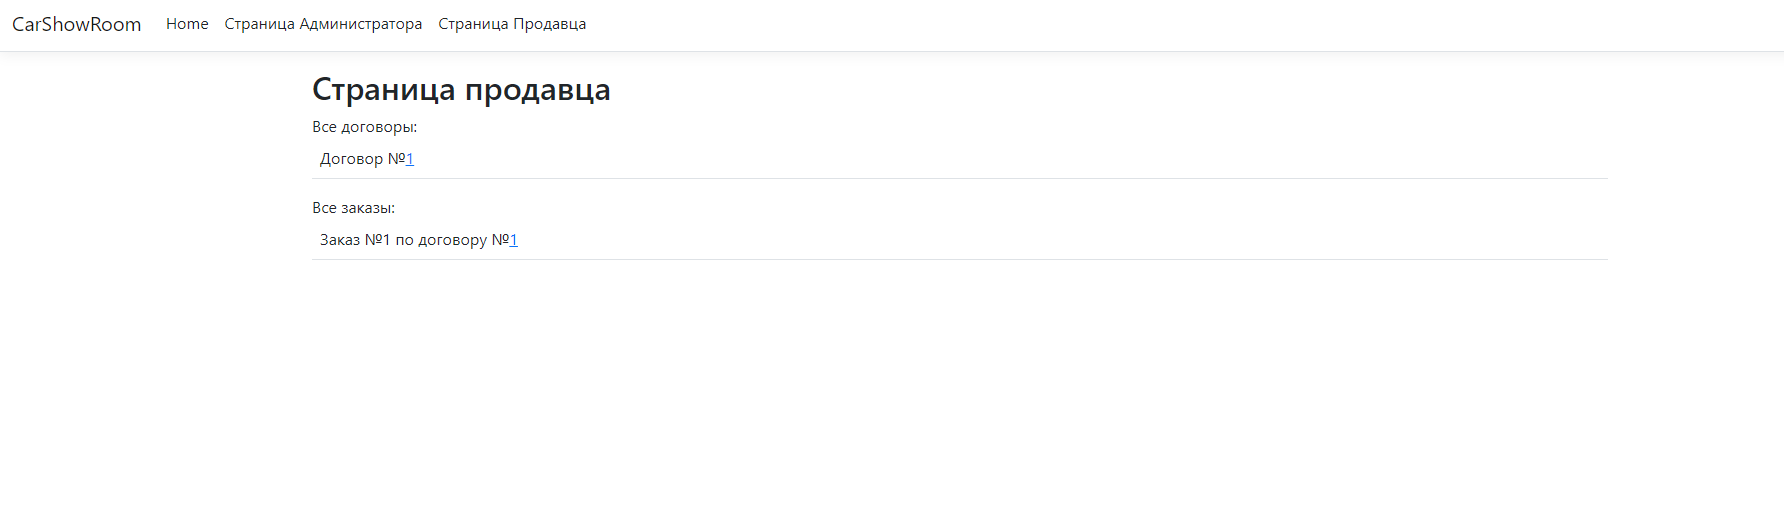 CarShowRoom Home Страница Администратора Страница Продавца
Страница продавца
Все договоры:
Договор №1
Все заказы:
Заказ №1 по договору №1